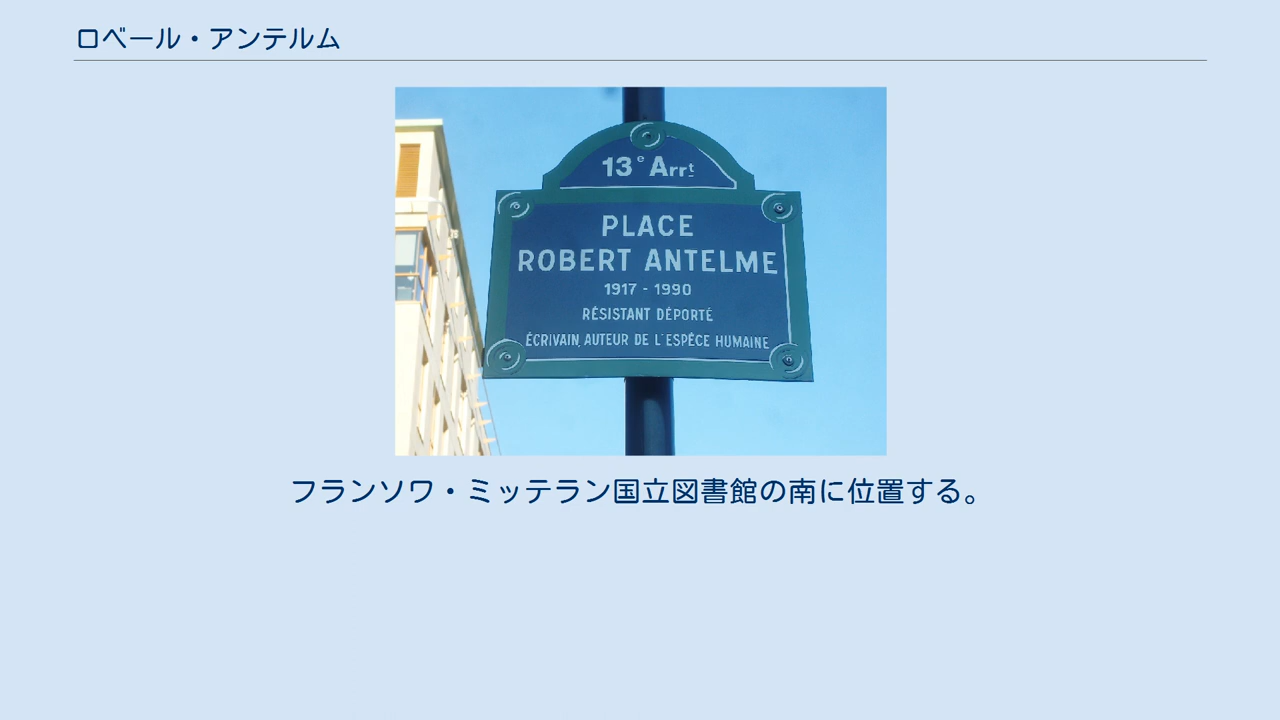 ロベール・アンテルム
13e Arrt
PLACE
ROBERT ANTELME
1917 - 1990
RÉSISTANT DÉPORTÉ
ÉCRIVAIN, AUTEUR DE L'ESPÈCE HUMAINE
フランソワ・ミッテラン国立図書館の南に位置する。